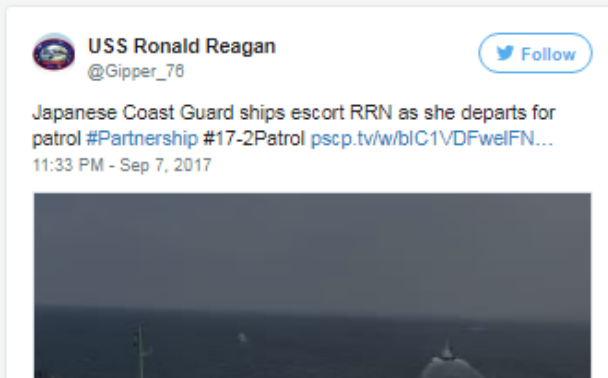 USS Ronald Reagan
@Gipper_76
Follow
Japanese Coast Guard ships escort RRN as she departs for
patrol #Partnership #17-2Patrol pscp.tv/w/bIC1VDFwelFN…
11:33 PM - Sep 7, 2017